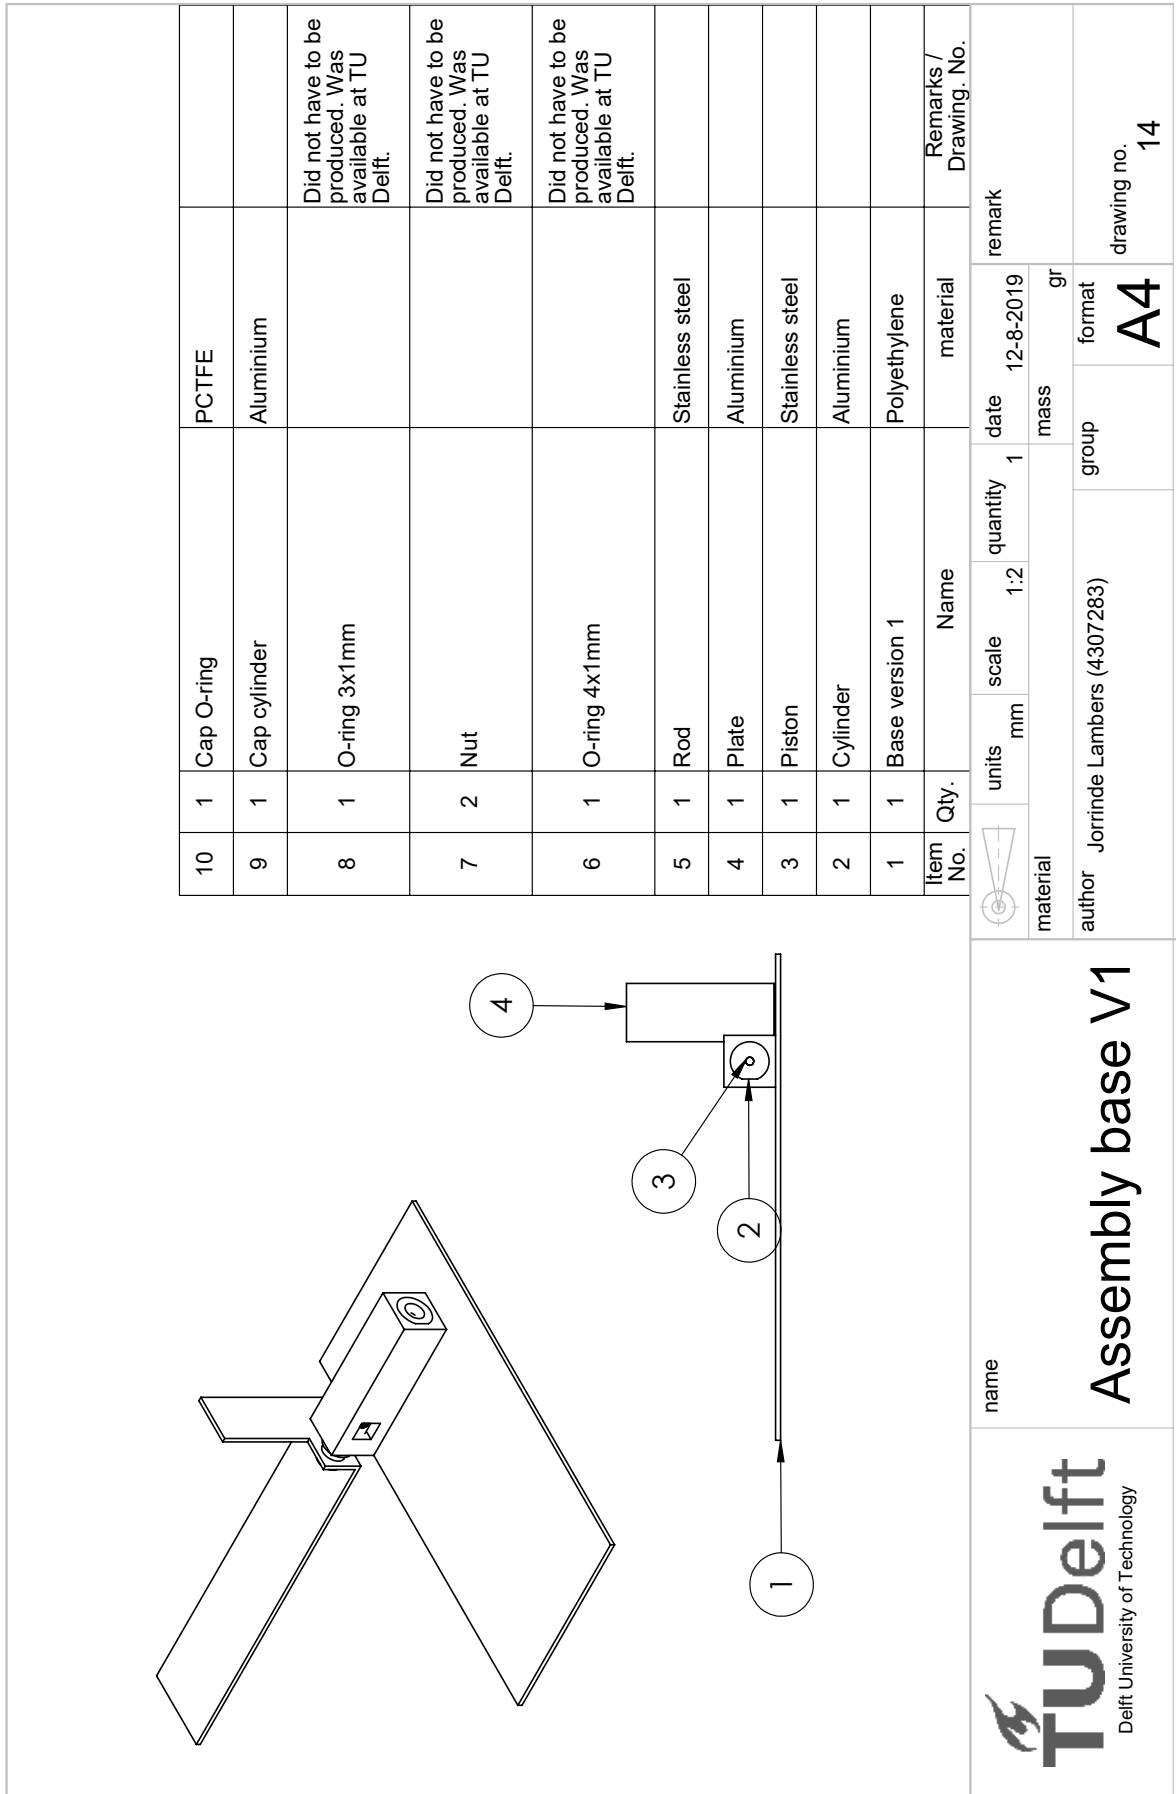 10 1 Cap O-ring PCTFE
9 1 Cap cylinder Aluminium
8 1 O-ring 3x1mm Did not have to be
produced. Was
available at TU
Delft.
7 2 Nut Did not have to be
produced. Was
available at TU
Delft.
6 1 O-ring 4x1mm Did not have to be
produced. Was
available at TU
Delft.
5 1 Rod Stainless steel
4 1 Plate Aluminium
3 1 Piston Stainless steel
2 1 Cylinder Aluminium
1 1 Base version 1 Polyethylene
Item
No. Qty. Name material Remarks /
Drawing. No.
4
3
2
1
TUDelft
Delft University of Technology
name
Assembly base V1
units mm scale 1:2 quantity 1 date 12-8-2019 remark
material mass gr
author Jorrinde Lambers (4307283) group format A4 drawing no. 14